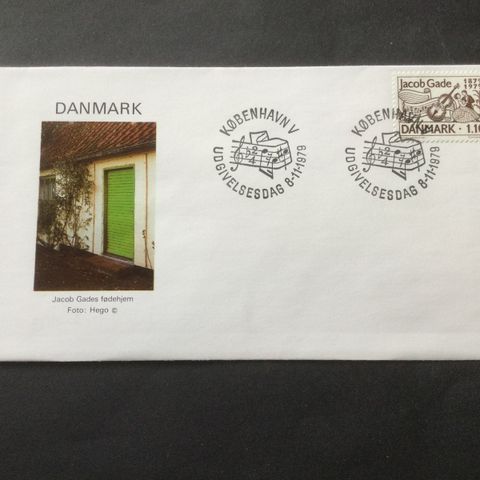 DANMARK
Jacob Gades fødehjem
Foto: Hego ©
KØBENHAVN V
UDGIVELSESDAG 8-11-1979
KØBENHAVN V
UDGIVELSESDAG 8-11-1979
Jacob Gade 1879
1979
DANMARK · 1.10